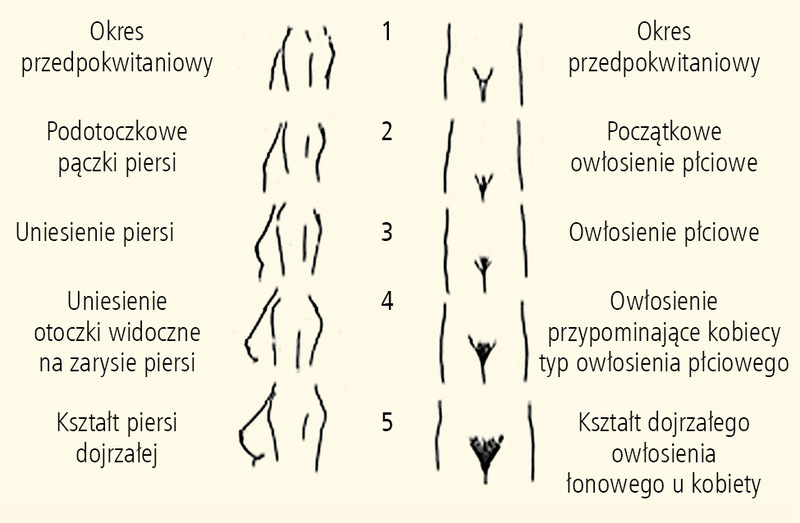 Okres
przedpokwitaniowy
1
Okres
przedpokwitaniowy
Podotoczkowe
pączki piersi
2
Początkowe
owłosienie płciowe
Uniesienie piersi
3
Owłosienie płciowe
Uniesienie
otoczki widoczne
na zarysie piersi
4
Owłosienie
przypominające kobiecy
typ owłosienia płciowego
Kształt piersi
dojrzałej
5
Kształt dojrzałego
owłosienia
łonowego u kobiety